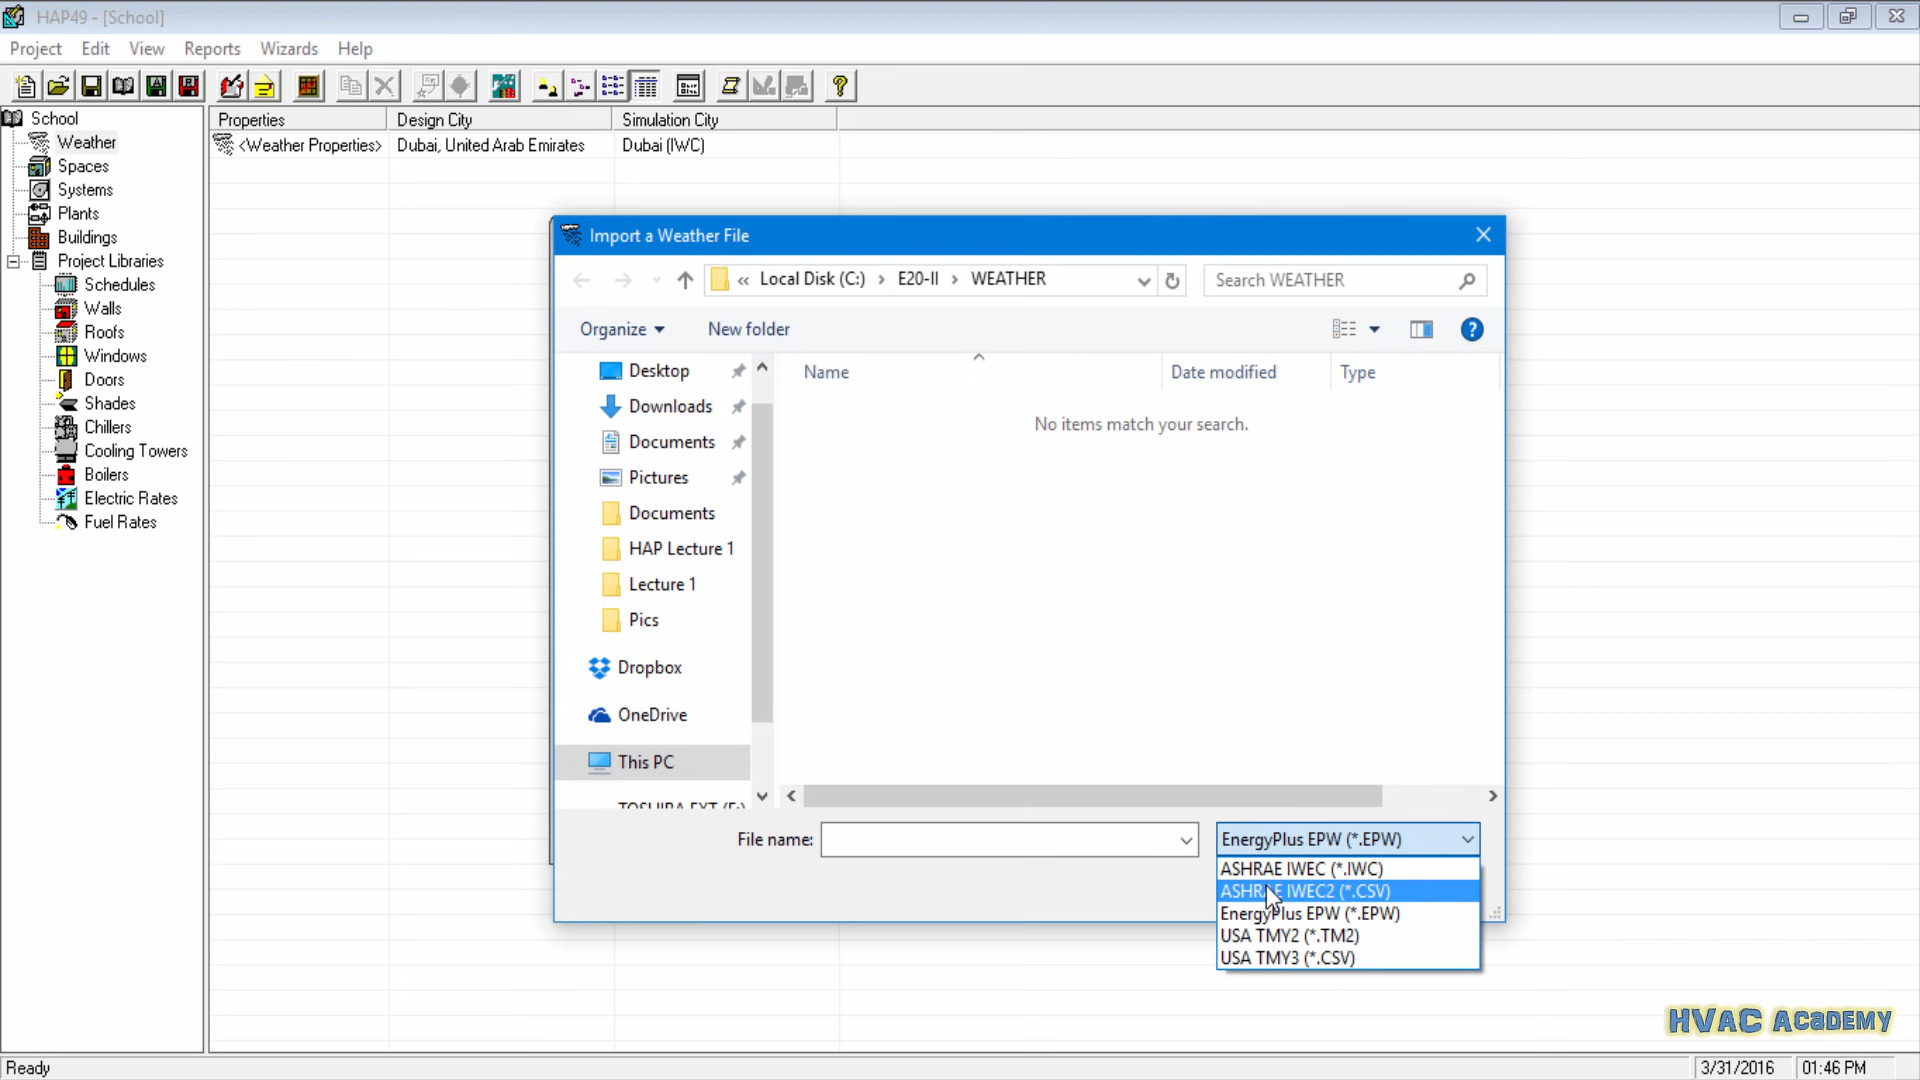 HAP49 - [School]
Project Edit View Reports Wizards Help
School
Weather
Spaces
Systems
Plants
Buildings
Project Libraries
Schedules
Walls
Roofs
Windows
Doors
Shades
Chillers
Cooling Towers
Boilers
Electric Rates
Fuel Rates
Properties Design City Simulation City
<Weather Properties> Dubai, United Arab Emirates Dubai (IWC)
Import a Weather File
« Local Disk (C:) › E20-II › WEATHER
Search WEATHER
Organize New folder
Desktop
Downloads
Documents
Pictures
Documents
HAP Lecture 1
Lecture 1
Pics
Dropbox
OneDrive
This PC
TOSHIBA EXT (F:)
Name Date modified Type
No items match your search.
File name:
EnergyPlus EPW (*.EPW)
ASHRAE IWEC (*.IWC)
ASHRAE IWEC2 (*.CSV)
EnergyPlus EPW (*.EPW)
USA TMY2 (*.TM2)
USA TMY3 (*.CSV)
HVAC Academy
Ready
3/31/2016 01:46 PM